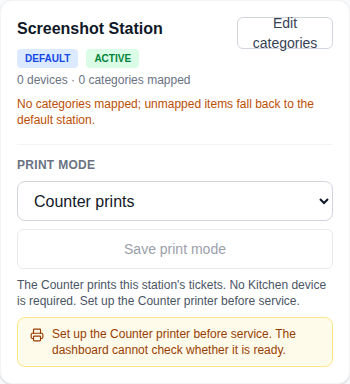 Screenshot Station
Edit
categories
DEFAULT ACTIVE
0 devices · 0 categories mapped
No categories mapped; unmapped items fall back to the
default station.
PRINT MODE
Counter prints
Save print mode
The Counter prints this station's tickets. No Kitchen device
is required. Set up the Counter printer before service.
Set up the Counter printer before service. The
dashboard cannot check whether it is ready.